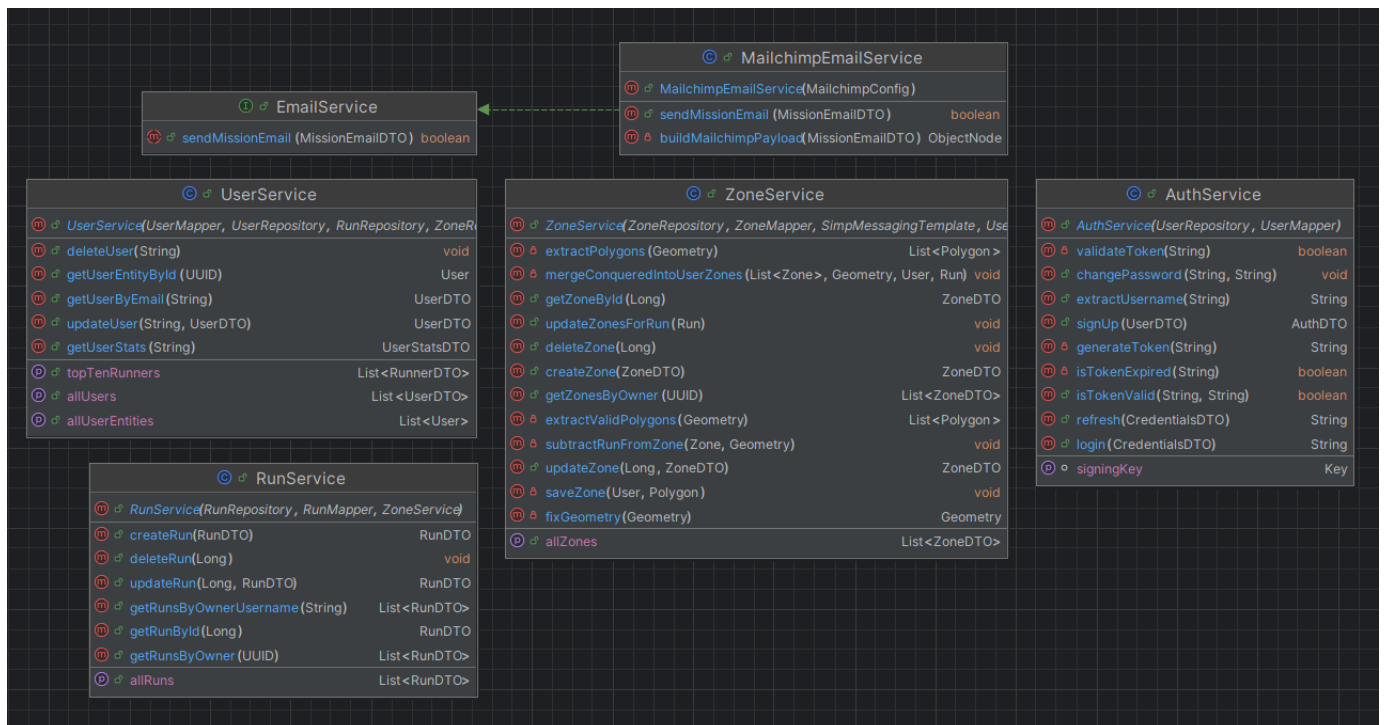 MailchimpEmailService
MailchimpEmailService(MailchimpConfig)
sendMissionEmail (MissionEmailDTO) boolean
buildMailchimpPayload(MissionEmailDTO) ObjectNode
EmailService
sendMissionEmail (MissionEmailDTO) boolean
UserService
UserService(UserMapper, UserRepository, RunRepository, ZoneR
deleteUser(String) void
getUserEntityById (UUID) User
getUserByEmail(String) UserDTO
updateUser(String, UserDTO) UserDTO
getUserStats (String) UserStatsDTO
topTenRunners List<RunnerDTO>
allUsers List<UserDTO>
allUserEntities List<User>
ZoneService
ZoneService(ZoneRepository, ZoneMapper, SimpMessagingTemplate, Use
extractPolygons (Geometry) List<Polygon>
mergeConqueredIntoUserZones (List<Zone>, Geometry, User, Run) void
getZoneById (Long) ZoneDTO
updateZonesForRun(Run) void
deleteZone(Long) void
createZone(ZoneDTO) ZoneDTO
getZonesByOwner (UUID) List<ZoneDTO>
extractValidPolygons (Geometry) List<Polygon>
subtractRunFromZone(Zone, Geometry) void
updateZone(Long, ZoneDTO) ZoneDTO
saveZone(User, Polygon) void
fixGeometry(Geometry) Geometry
allZones List<ZoneDTO>
AuthService
AuthService(UserRepository, UserMapper)
validateToken(String) boolean
changePassword (String, String) void
extractUsername (String) String
signUp (UserDTO) AuthDTO
generateToken(String) String
isTokenExpired (String) boolean
isTokenValid (String, String) boolean
refresh(CredentialsDTO) String
login(CredentialsDTO) String
signingKey Key
RunService
RunService(RunRepository, RunMapper, ZoneService)
createRun(RunDTO) RunDTO
deleteRun(Long) void
updateRun(Long, RunDTO) RunDTO
getRunsByOwnerUsername (String) List<RunDTO>
getRunById(Long) RunDTO
getRunsByOwner (UUID) List<RunDTO>
allRuns List<RunDTO>